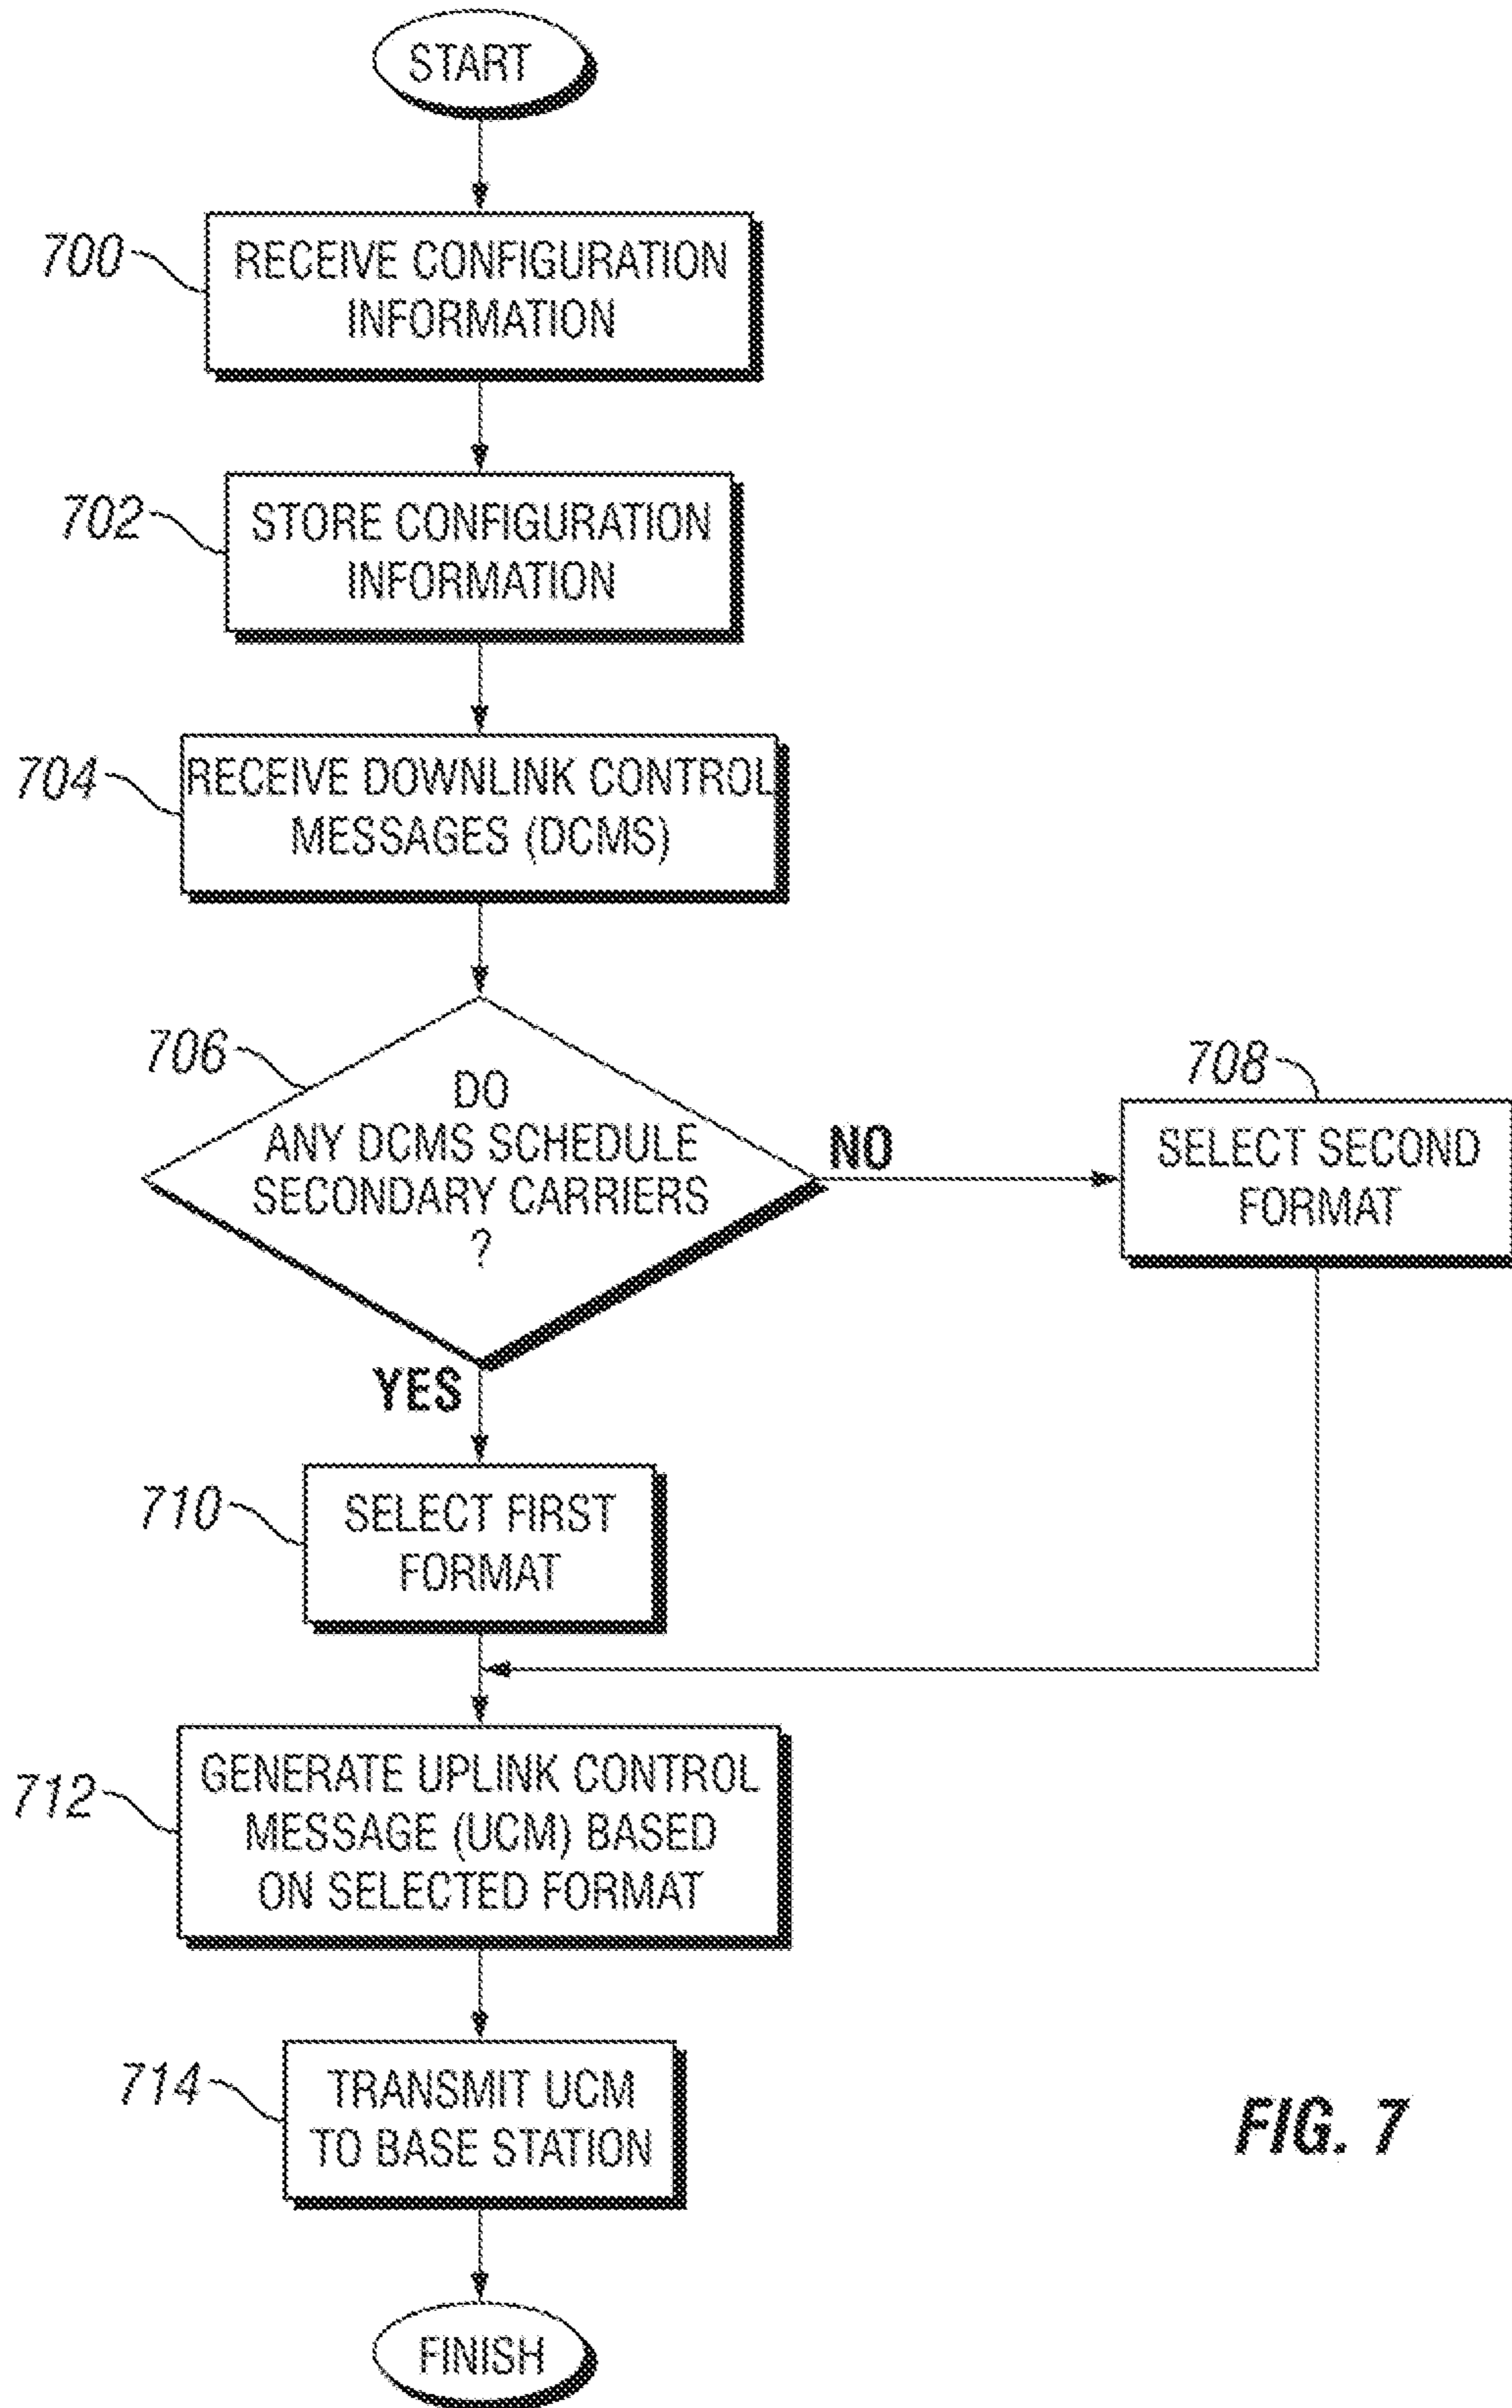 START
700
RECEIVE CONFIGURATION
INFORMATION
702
STORE CONFIGURATION
INFORMATION
704
RECEIVE DOWNLINK CONTROL
MESSAGES (DCMS)
706
DO
ANY DCMS SCHEDULE
SECONDARY CARRIERS
?
NO
708
SELECT SECOND
FORMAT
YES
710
SELECT FIRST
FORMAT
712
GENERATE UPLINK CONTROL
MESSAGE (UCM) BASED
ON SELECTED FORMAT
714
TRANSMIT UCM
TO BASE STATION
FINISH
FIG. 7